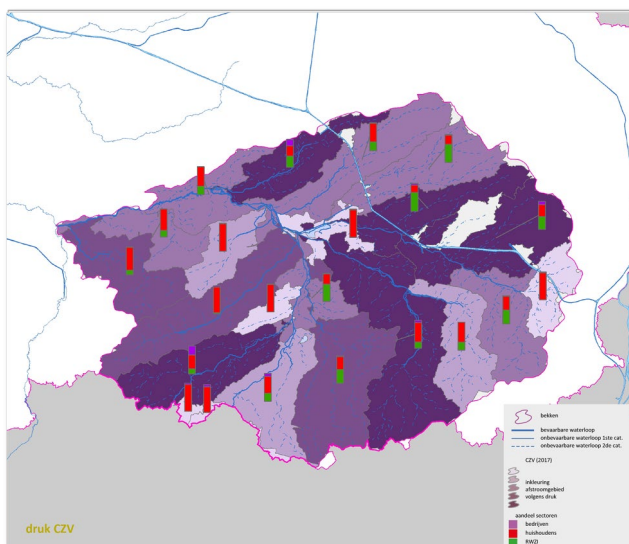 bekken
bevaarbare waterloop
onbevaarbare waterloop 1ste cat.
onbevaarbare waterloop 2de cat.
CZV (2017)
inkleuring
afstroomgebied
volgens druk
aandeel sectoren
bedrijven
huishoudens
RWZI
druk CZV